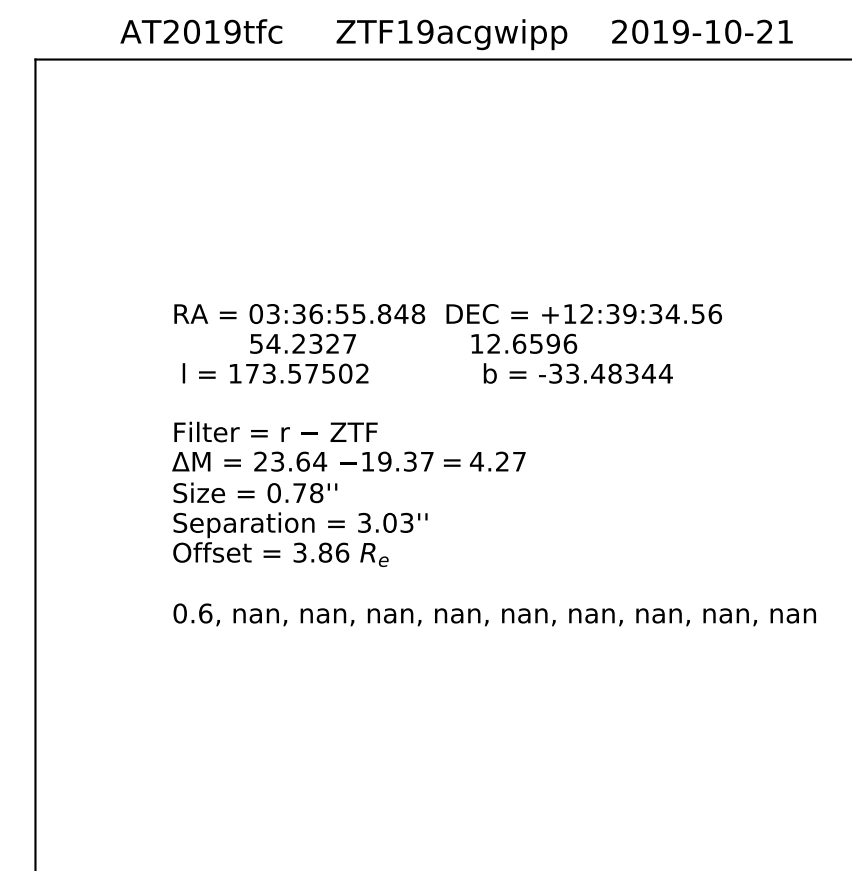 AT2019tfc ZTF19acgwipp 2019-10-21
RA = 03:36:55.848 DEC = +12:39:34.56
54.2327 12.6596
l = 173.57502 b = -33.48344
Filter = r − ZTF
ΔM = 23.64 −19.37 = 4.27
Size = 0.78''
Separation = 3.03''
Offset = 3.86 Re
0.6, nan, nan, nan, nan, nan, nan, nan, nan, nan